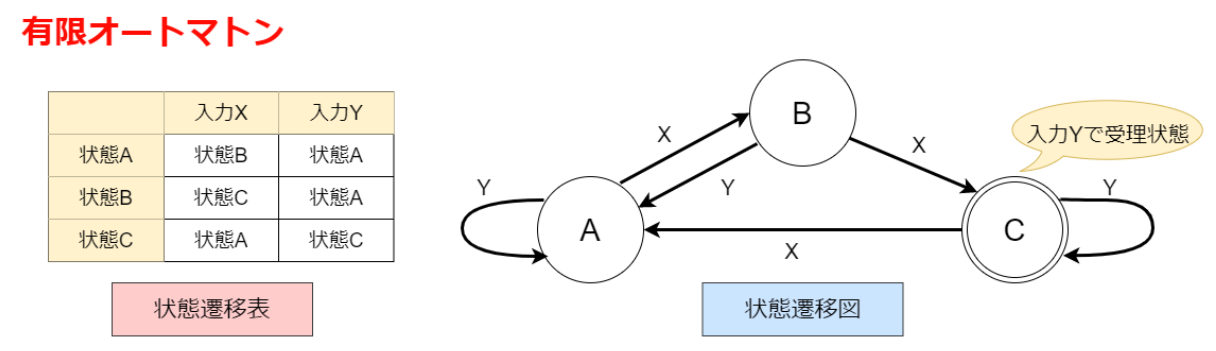 有限オートマトン
入力X 入力Y
状態A 状態B 状態A
状態B 状態C 状態A
状態C 状態A 状態C
状態遷移表
B
入力Yで受理状態
X
X
Y
Y
Y
A
C
X
状態遷移図